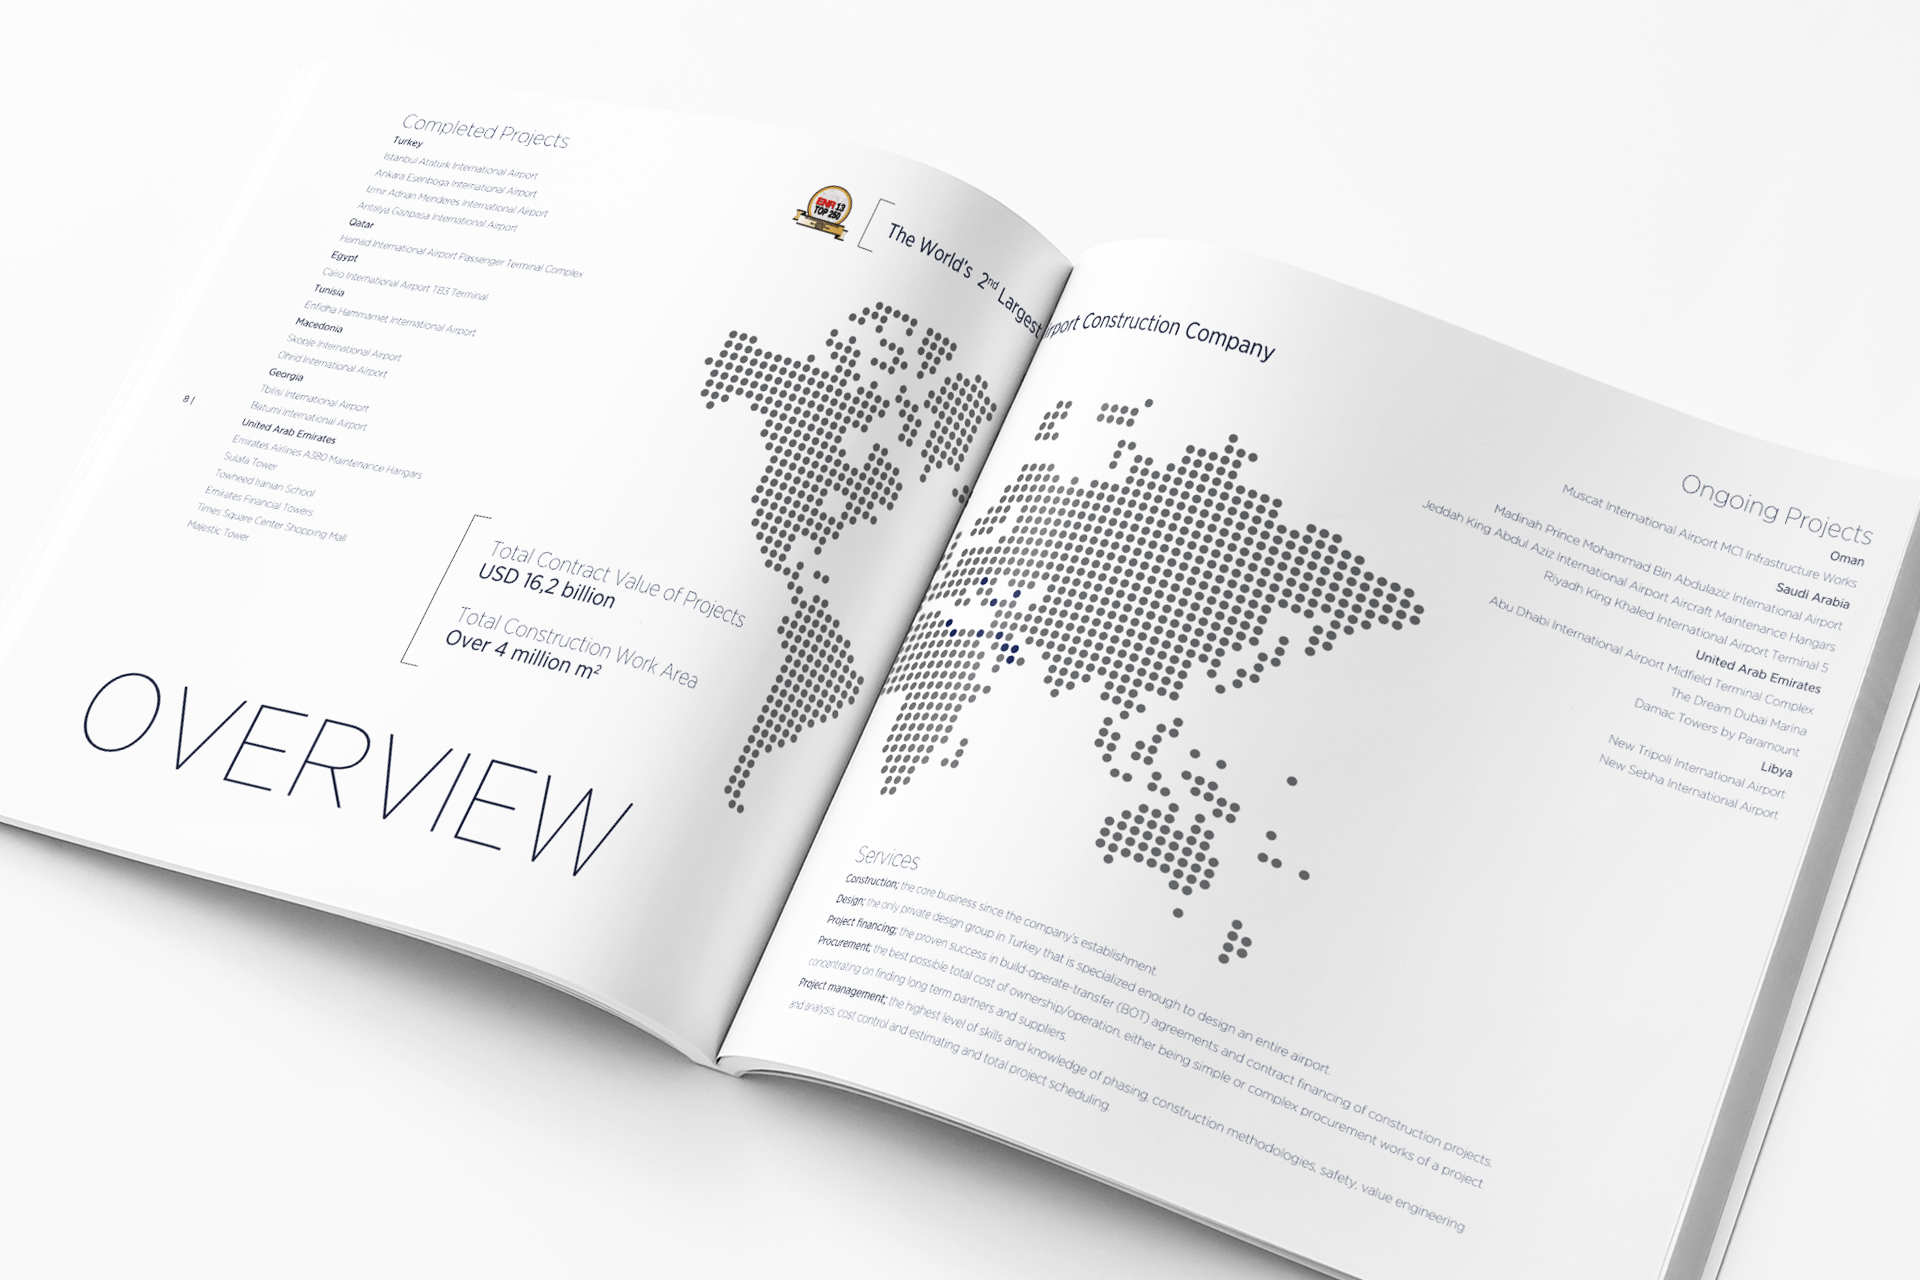 Completed Projects
Turkey
Istanbul Ataturk International Airport
Ankara Esenboga International Airport
Izmir Adnan Menderes International Airport
Antalya Gazipasa International Airport
Qatar
Hamad International Airport Passenger Terminal Complex
Egypt
Cairo International Airport TB3 Terminal
Tunisia
Enfidha Hammamet International Airport
Macedonia
Skopje International Airport
Ohrid International Airport
Georgia
Tbilisi International Airport
Batumi International Airport
United Arab Emirates
Emirates Airlines A380 Maintenance Hangars
Sulafa Tower
Towheed Iranian School
Emirates Financial Towers
Times Square Center Shopping Mall
Majestic Tower
8 |
ENR 13
TOP 250
The World's 2nd Largest irport Construction Company
Total Contract Value of Projects
USD 16,2 billion
Total Construction Work Area
Over 4 million m²
OVERVIEW
Ongoing Projects
Oman
Muscat International Airport MC1 Infrastructure Works
Saudi Arabia
Madinah Prince Mohammad Bin Abdulaziz International Airport
Jeddah King Abdul Aziz International Airport Aircraft Maintenance Hangars
Riyadh King Khaled International Airport Terminal 5
United Arab Emirates
Abu Dhabi International Airport Midfield Terminal Complex
The Dream Dubai Marina
Damac Towers by Paramount
Libya
New Tripoli International Airport
New Sebha International Airport
Services
Construction; the core business since the company's establishment.
Design; the only private design group in Turkey that is specialized enough to design an entire airport.
Project financing; the proven success in build-operate-transfer (BOT) agreements and contract financing of construction projects.
Procurement; the best possible total cost of ownership/operation, either being simple or complex procurement works of a project
concentrating on finding long term partners and suppliers.
Project management; the highest level of skills and knowledge of phasing, construction methodologies, safety, value engineering
and analysis, cost control and estimating and total project scheduling.